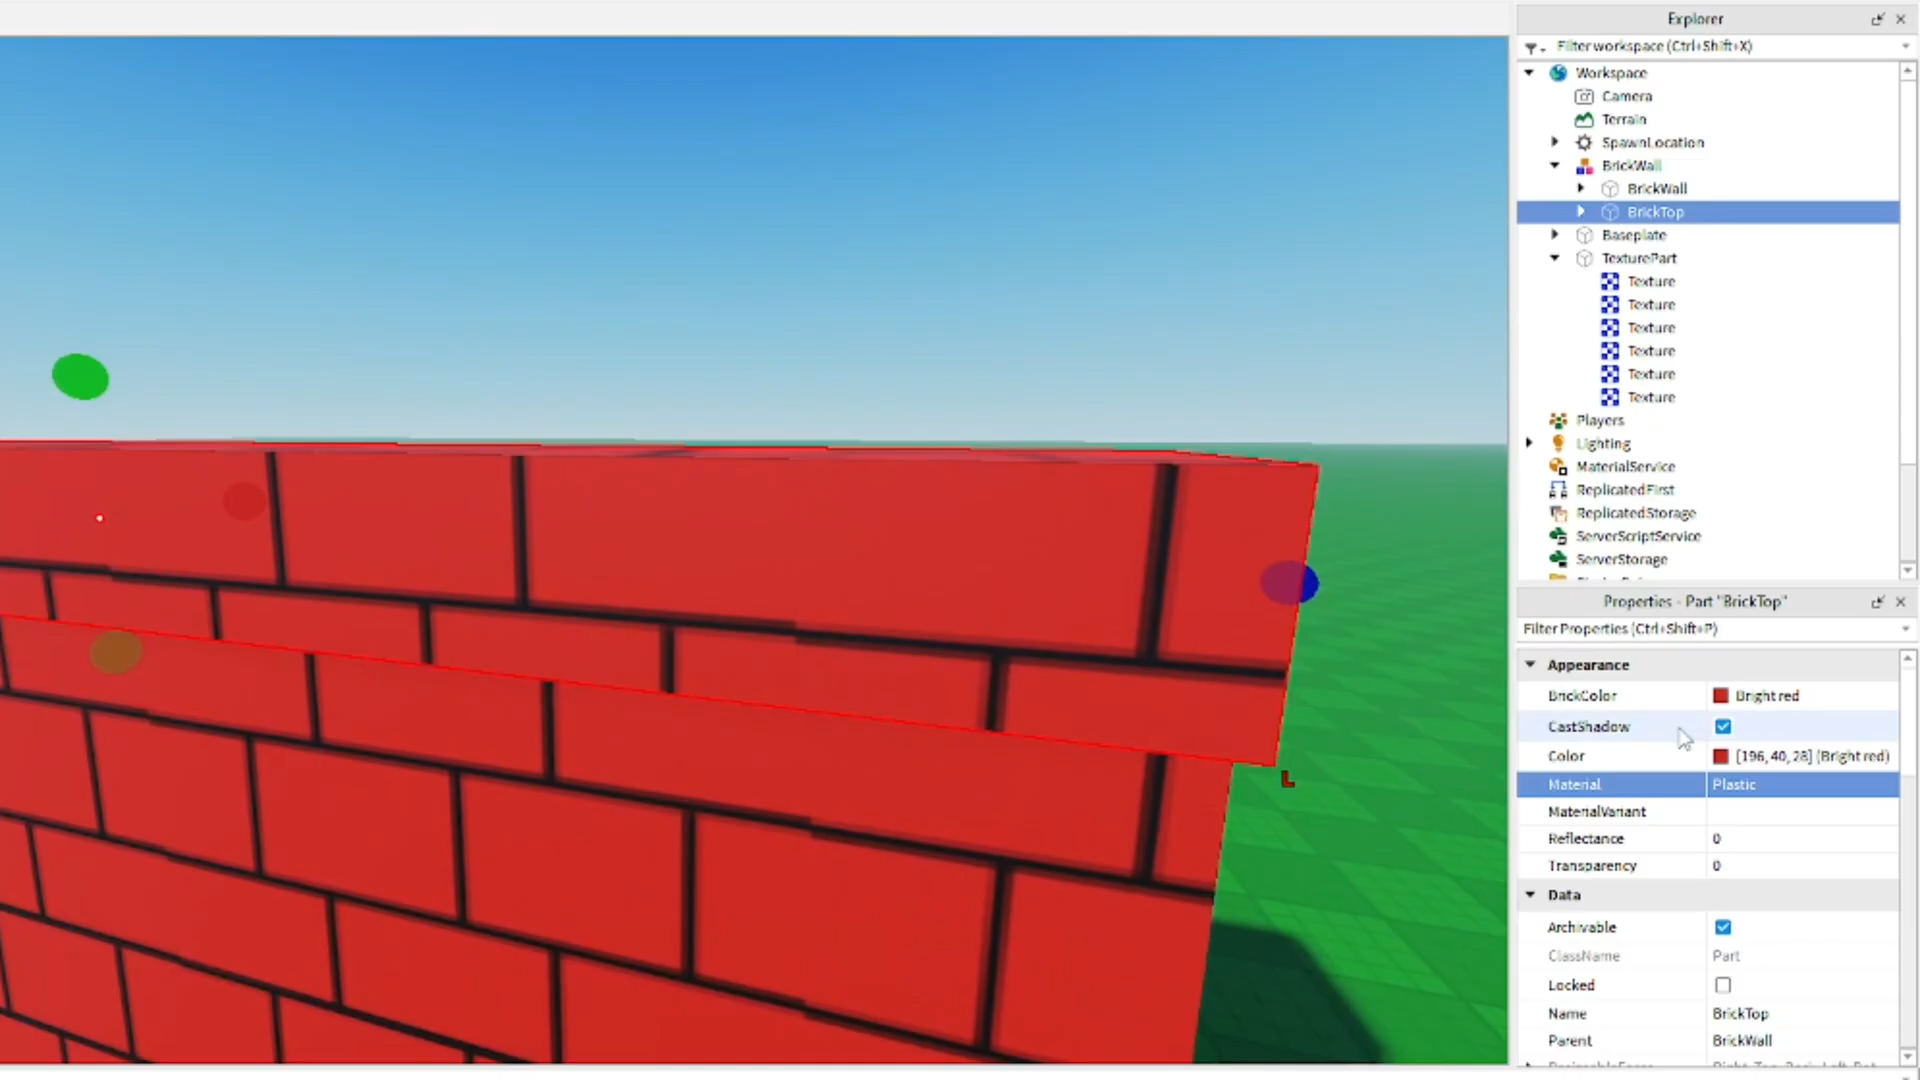 Explorer
Filter workspace (Ctrl+Shift+X)
Workspace
Camera
Terrain
SpawnLocation
BrickWall
BrickWall
BrickTop
Baseplate
TexturePart
Texture
Texture
Texture
Texture
Texture
Texture
Players
Lighting
MaterialService
ReplicatedFirst
ReplicatedStorage
ServerScriptService
ServerStorage
Properties - Part "BrickTop"
Filter Properties (Ctrl+Shift+P)
Appearance
BrickColor Bright red
CastShadow
Color [196, 40, 28] (Bright red)
Material Plastic
MaterialVariant
Reflectance 0
Transparency 0
Data
Archivable
ClassName Part
Locked
Name BrickTop
Parent BrickWall
L